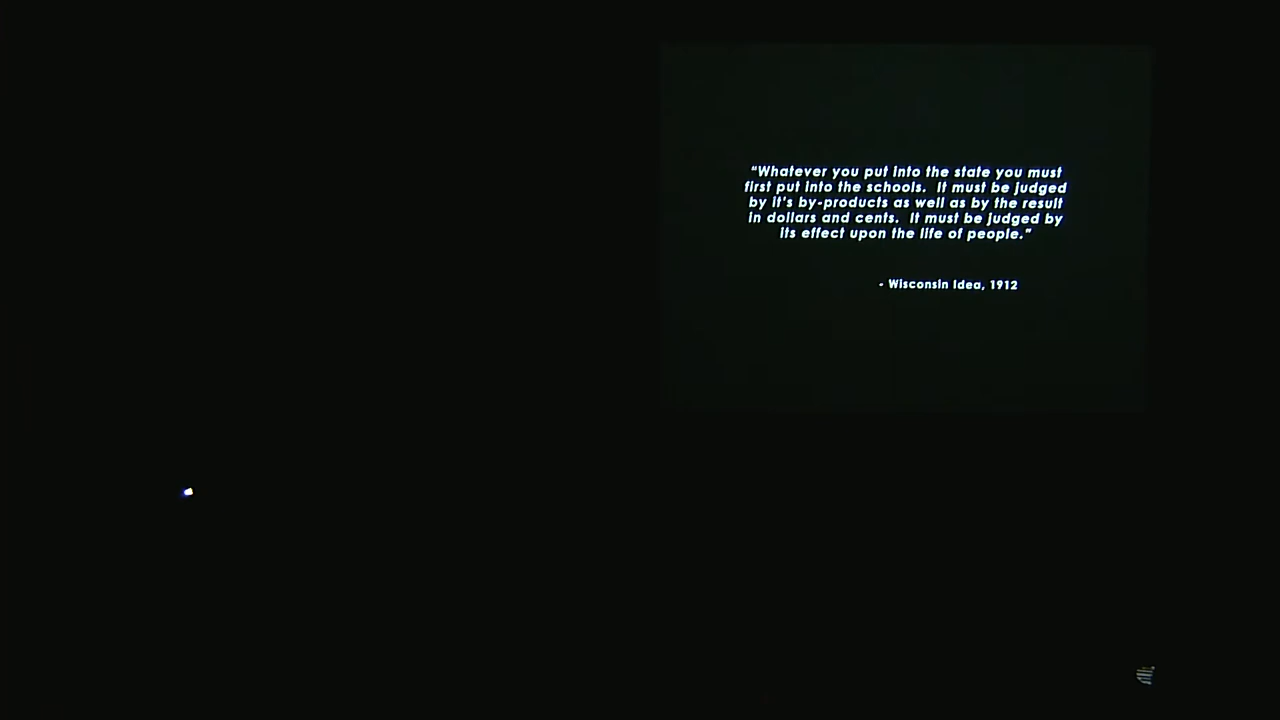 "Whatever you put into the state you must
first put into the schools.  It must be judged
by it's by-products as well as by the result
in dollars and cents.  It must be judged by
its effect upon the life of people."
- Wisconsin Idea, 1912